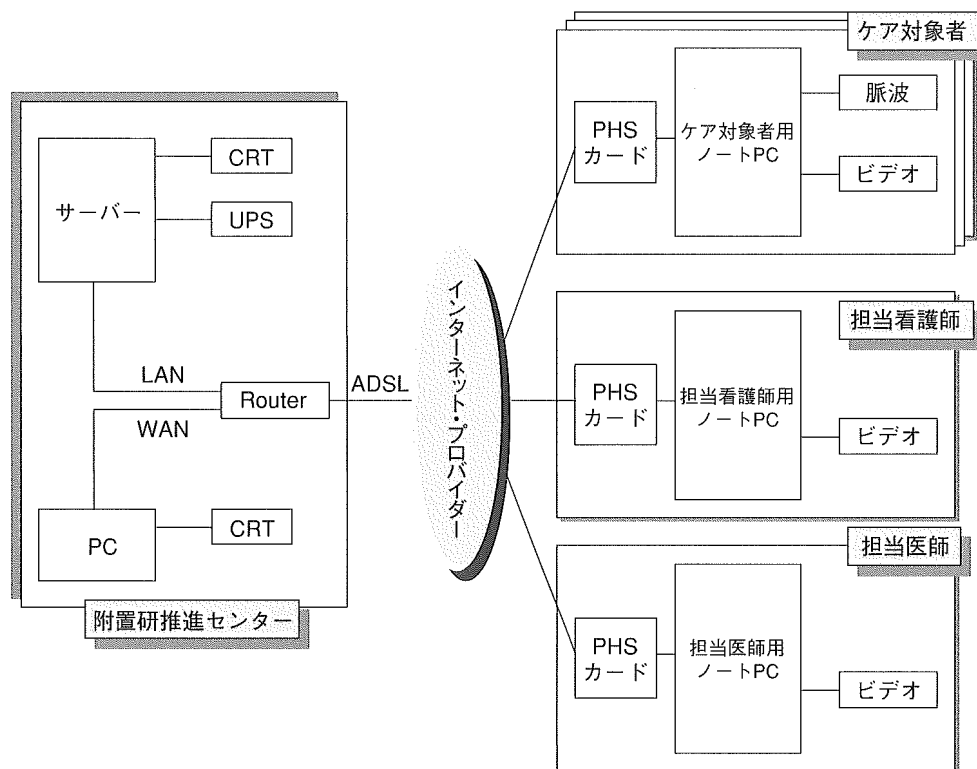 サーバー
CRT
UPS
LAN
WAN
Router
ADSL
PC
CRT
附置研推進センター
インターネット・プロバイダー
ケア対象者
PHS
カード
ケア対象者用
ノートPC
脈波
ビデオ
担当看護師
PHS
カード
担当看護師用
ノートPC
ビデオ
担当医師
PHS
カード
担当医師用
ノートPC
ビデオ